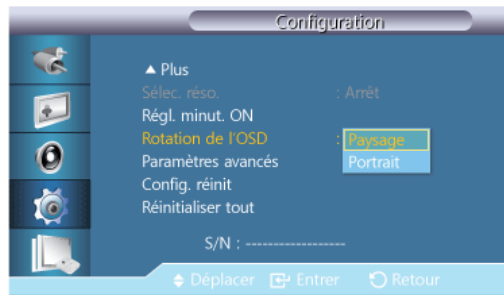 Configuration
▲ Plus
Sélec. réso. : Arrêt
Régl. minut. ON
Rotation de l'OSD : Paysage
Portrait
Paramètres avancés
Config. réinit
Réinitialiser tout
S/N : ------------------
Déplacer Entrer Retour